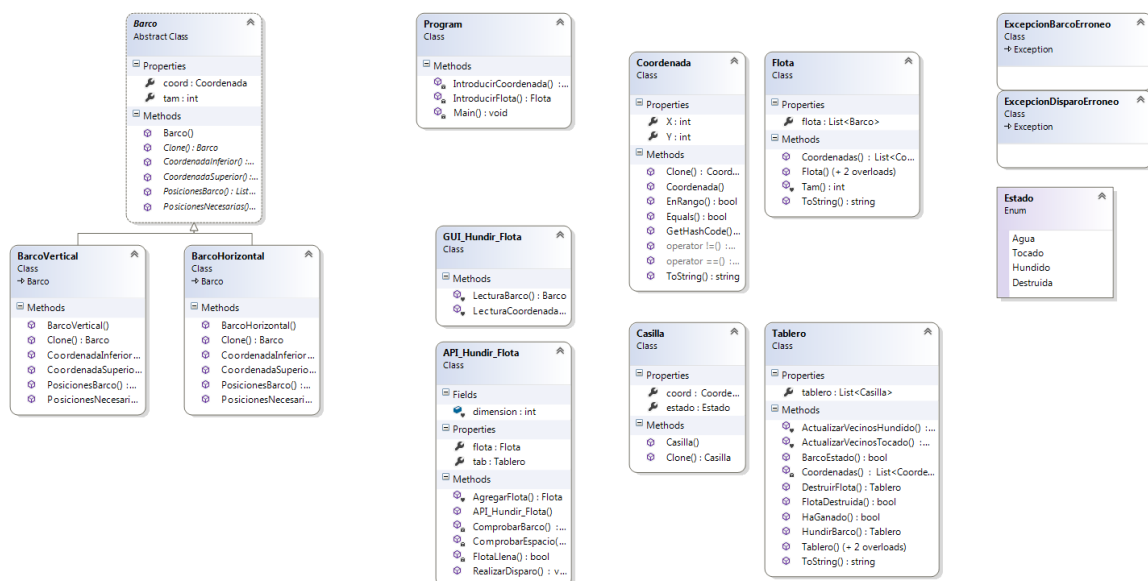 Barco
Abstract Class
Properties
coord : Coordenada
tam : int
Methods
Barco()
Clone() : Barco
CoordenadaInferior() :...
CoordenadaSuperior() :...
PosicionesBarco() : List...
PosicionesNecesarias()...
BarcoVertical
Class
Barco
Methods
BarcoVertical()
Clone() : Barco
CoordenadaInferior...
CoordenadaSuperio...
PosicionesBarco() :...
PosicionesNecesari...
BarcoHorizontal
Class
Barco
Methods
BarcoHorizontal()
Clone() : Barco
CoordenadaInferior...
CoordenadaSuperio...
PosicionesBarco() :...
PosicionesNecesari...
Program
Class
Methods
IntroducirCoordenada() :...
IntroducirFlota() : Flota
Main() : void
GUI_Hundir_Flota
Class
Methods
LecturaBarco() : Barco
LecturaCoordenada...
API_Hundir_Flota
Class
Fields
dimension : int
Properties
flota : Flota
tab : Tablero
Methods
AgregarFlota() : Flota
API_Hundir_Flota()
ComprobarBarco() :...
ComprobarEspacio(...
FlotaLlena() : bool
RealizarDisparo() : v...
Coordenada
Class
Properties
X : int
Y : int
Methods
Clone() : Coord...
Coordenada()
EnRango() : bool
Equals() : bool
GetHashCode()...
operator !=() :...
operator ==() :...
ToString() : string
Flota
Class
Properties
flota : List<Barco>
Methods
Coordenadas() : List<Co...
Flota() (+ 2 overloads)
Tam() : int
ToString() : string
Casilla
Class
Properties
coord : Coorde...
estado : Estado
Methods
Casilla()
Clone() : Casilla
Tablero
Class
Properties
tablero : List<Casilla>
Methods
ActualizarVecinosHundido() :...
ActualizarVecinosTocado() :...
BarcoEstado() : bool
Coordenadas() : List<Coorde...
DestruirFlota() : Tablero
FlotaDestruida() : bool
HaGanado() : bool
HundirBarco() : Tablero
Tablero() (+ 2 overloads)
ToString() : string
ExcepcionBarcoErroneo
Class
Exception
ExcepcionDisparoErroneo
Class
Exception
Estado
Enum
Agua
Tocado
Hundido
Destruida